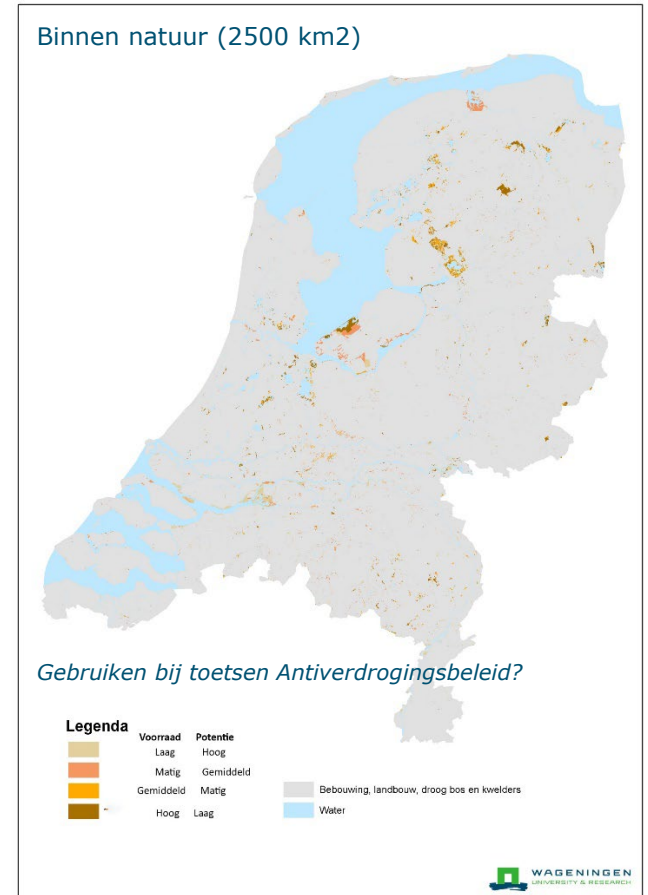 Binnen natuur (2500 km2)
Gebruiken bij toetsen Antiverdrogingsbeleid?
Legenda
Voorraad Potentie
Laag Hoog
Matig Gemiddeld
Gemiddeld Matig
Hoog Laag
Bebouwing, landbouw, droog bos en kwelders
Water
WAGENINGEN
UNIVERSITY & RESEARCH